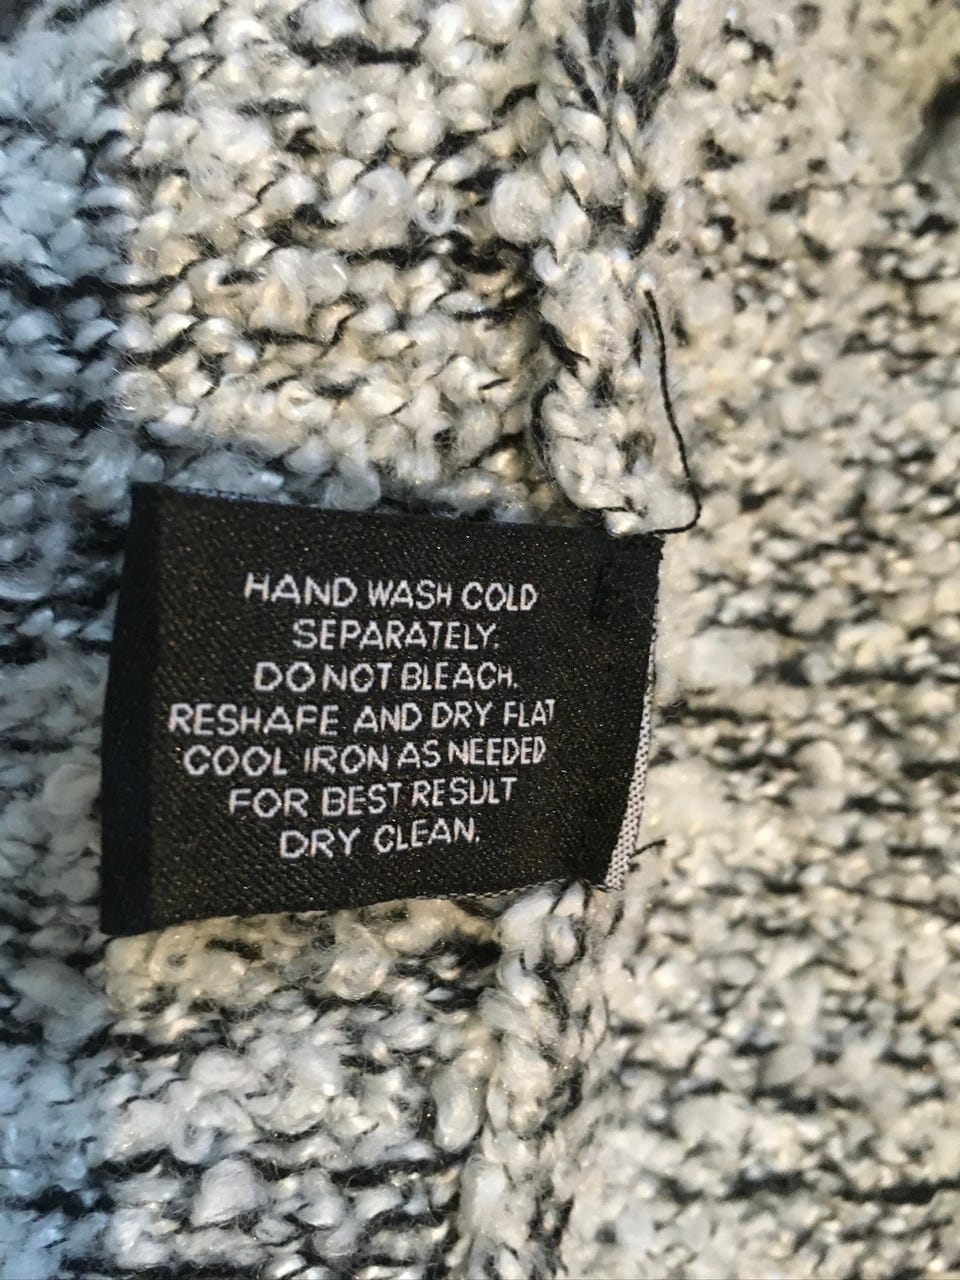 HAND WASH COLD
SEPARATELY.
DO NOT BLEACH.
RESHAPE AND DRY FLAT
COOL IRON AS NEEDED
FOR BEST RESULT
DRY CLEAN.